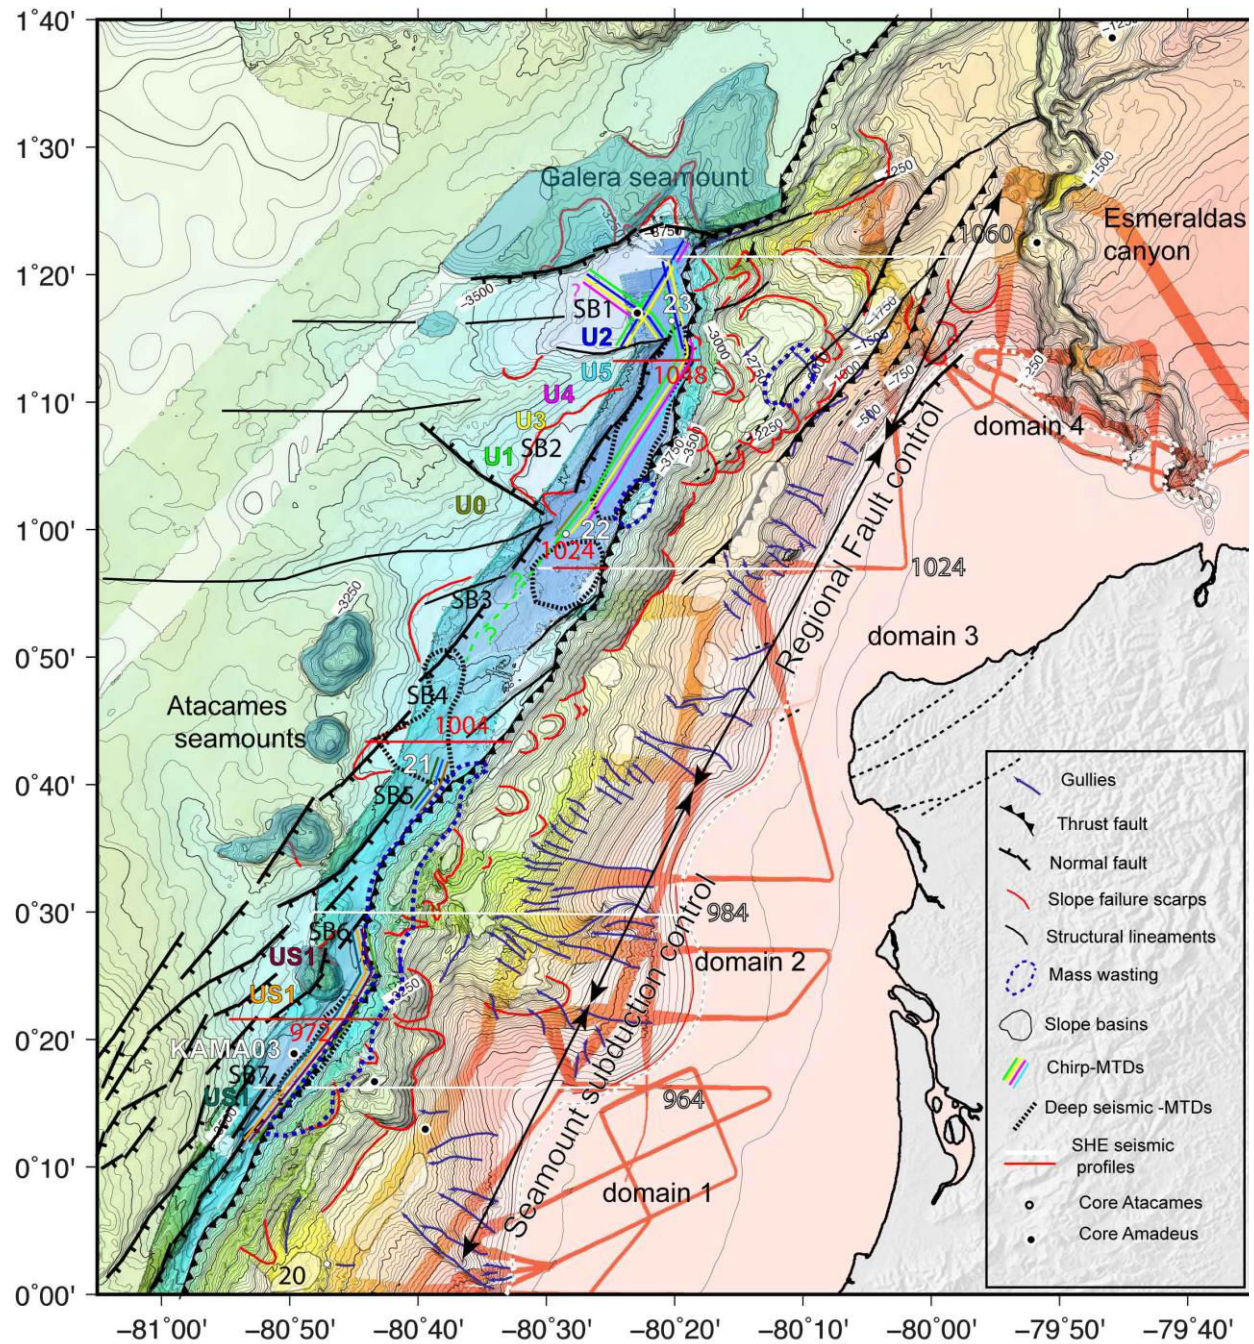 1˚40'
1˚30'
1˚20'
1˚10'
1˚00'
0˚50'
0˚40'
0˚30'
0˚20'
0˚10'
0˚00'
−81˚00'
−80˚50'
−80˚40'
−80˚30'
−80˚20'
−80˚10'
−80˚00'
−79˚50'
−79˚40'
−1250
−1500
−1250
Galera seamount
Esmeraldas
canyon
1060
−3750
−3500
SB1
23
U2
U5
1048
U4
U3
SB2
U1
U0
−3000
−1750
−1500
−1000
−750
−500
−250
−2250
−3750
−3500
domain 4
22
1024
1024
Regional Fault control
domain 3
−3250
SB3
?
SB4
Atacames
seamounts
1004
21
SB5
SB6
984
US1
US1
domain 2
Seamount subduction control
KAMA03
SB7
US1
964
domain 1
20
Gullies
Thrust fault
Normal fault
Slope failure scarps
Structural lineaments
Mass wasting
Slope basins
Chirp-MTDs
Deep seismic -MTDs
SHE seismic
profiles
Core Atacames
Core Amadeus